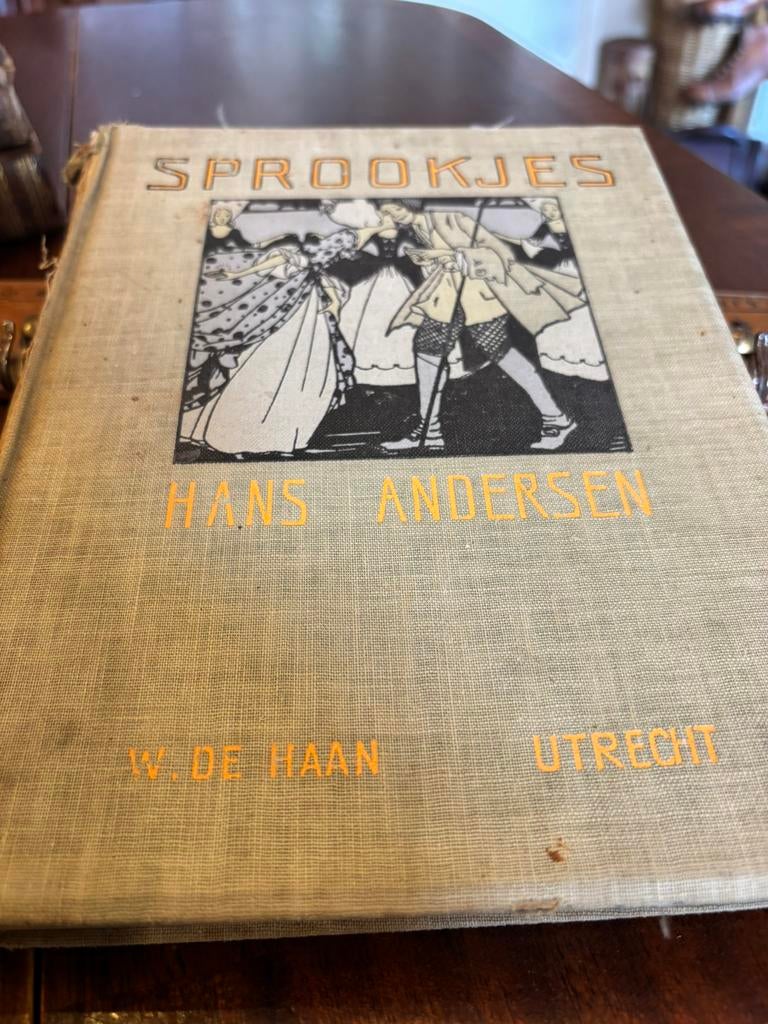 SPROOKJES
HANS ANDERSEN
W. DE HAAN UTRECHT